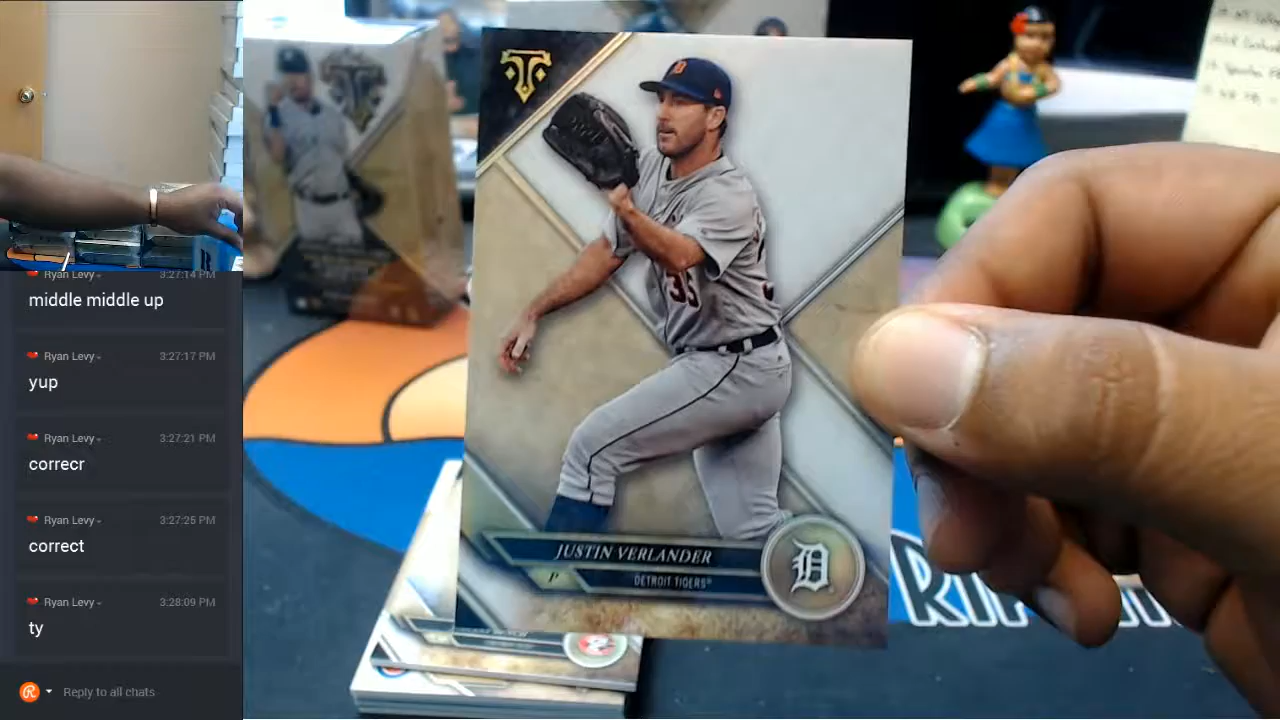 Ryan Levy 3:27:14 PM
middle middle up
Ryan Levy 3:27:17 PM
yup
Ryan Levy 3:27:21 PM
correcr
Ryan Levy 3:27:25 PM
correct
Ryan Levy 3:28:09 PM
ty
Reply to all chats
35
JUSTIN VERLANDER
P DETROIT TIGERS
D